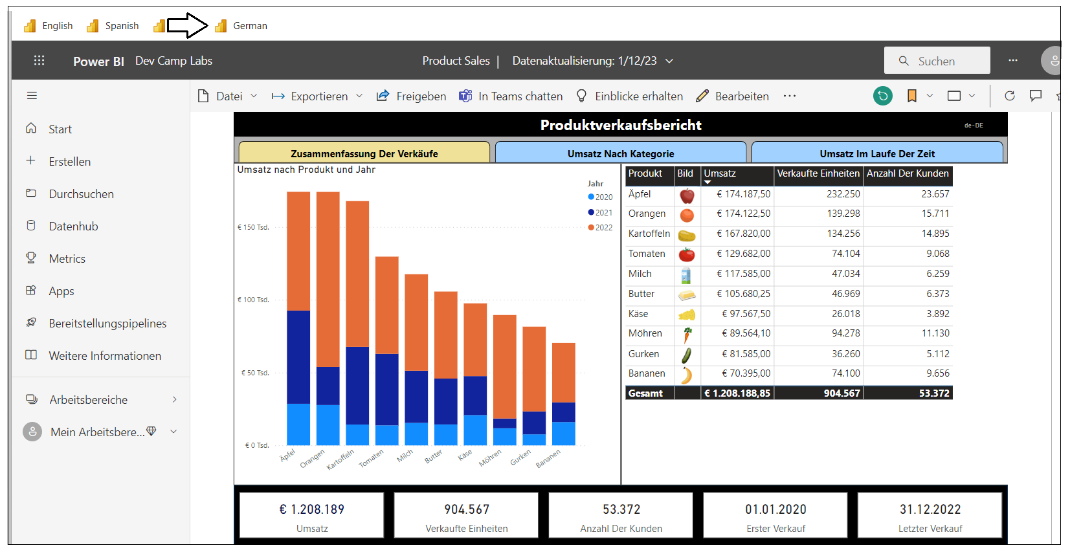 English Spanish German
Power BI Dev Camp Labs Product Sales | Datenaktualisierung: 1/12/23 Suchen ...
Datei Exportieren Freigeben In Teams chatten Einblicke erhalten Bearbeiten ...
Start
Erstellen
Durchsuchen
Datenhub
Metrics
Apps
Bereitstellungspipelines
Weitere Informationen
Arbeitsbereiche
Mein Arbeitsbere...
Produktverkaufsbericht de-DE
Zusammenfassung Der Verkäufe Umsatz Nach Kategorie Umsatz Im Laufe Der Zeit
Umsatz nach Produkt und Jahr
Jahr
2020
2021
2022
€ 150 Tsd.
€ 100 Tsd.
€ 50 Tsd.
€ 0 Tsd.
Äpfel Orangen Kartoffeln Tomaten Milch Butter Käse Möhren Gurken Bananen
Produkt Bild Umsatz Verkaufte Einheiten Anzahl Der Kunden
Äpfel € 174.187,50 232.250 23.657
Orangen € 174.122,50 139.298 15.711
Kartoffeln € 167.820,00 134.256 14.895
Tomaten € 129.682,00 74.104 9.068
Milch € 117.585,00 47.034 6.259
Butter € 105.680,25 46.969 6.373
Käse € 97.567,50 26.018 3.892
Möhren € 89.564,10 94.278 11.130
Gurken € 81.585,00 36.260 5.112
Bananen € 70.395,00 74.100 9.656
Gesamt € 1.208.188,85 904.567 53.372
€ 1.208.189 904.567 53.372 01.01.2020 31.12.2022
Umsatz Verkaufte Einheiten Anzahl Der Kunden Erster Verkauf Letzter Verkauf